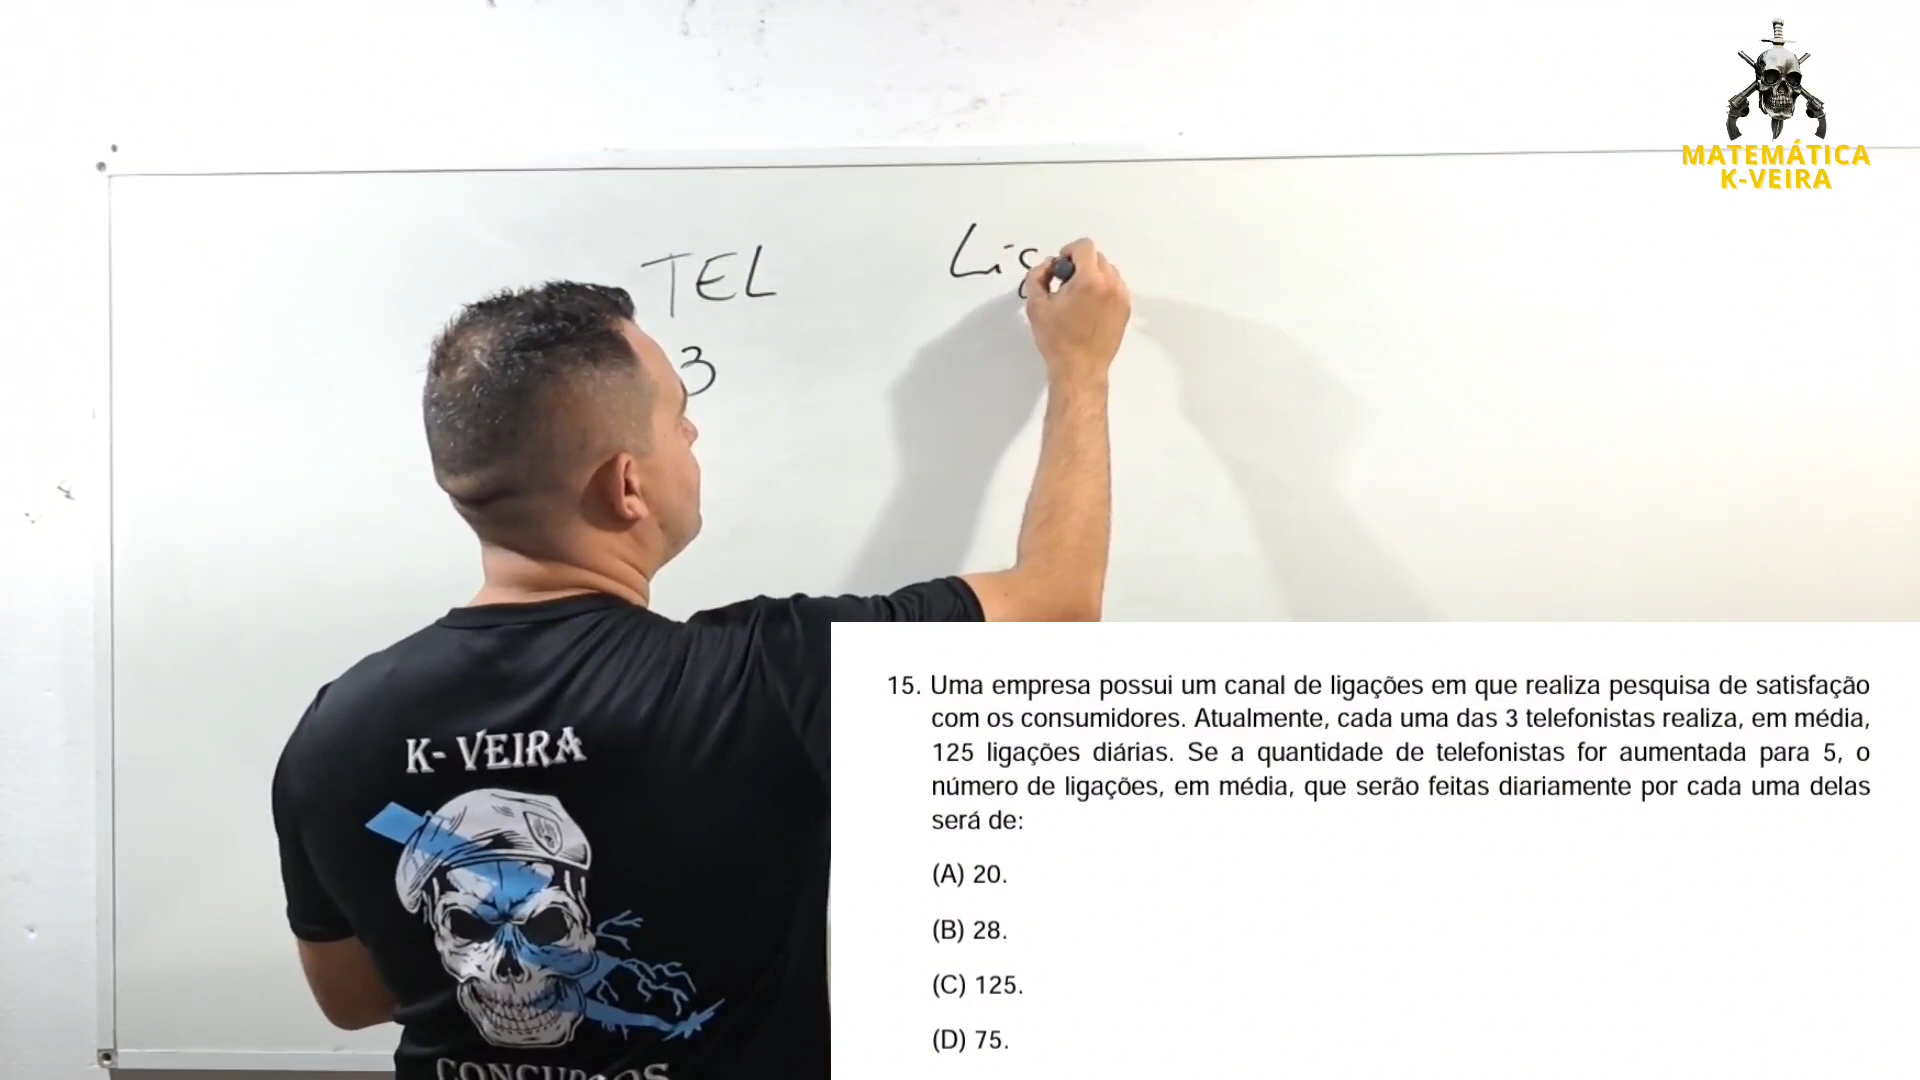 MATEMÁTICA
K-VEIRA
TEL
Lig
3
K- VEIRA
CONCURSOS
15. Uma empresa possui um canal de ligações em que realiza pesquisa de satisfação
com os consumidores. Atualmente, cada uma das 3 telefonistas realiza, em média,
125 ligações diárias. Se a quantidade de telefonistas for aumentada para 5, o
número de ligações, em média, que serão feitas diariamente por cada uma delas
será de:
(A) 20.
(B) 28.
(C) 125.
(D) 75.